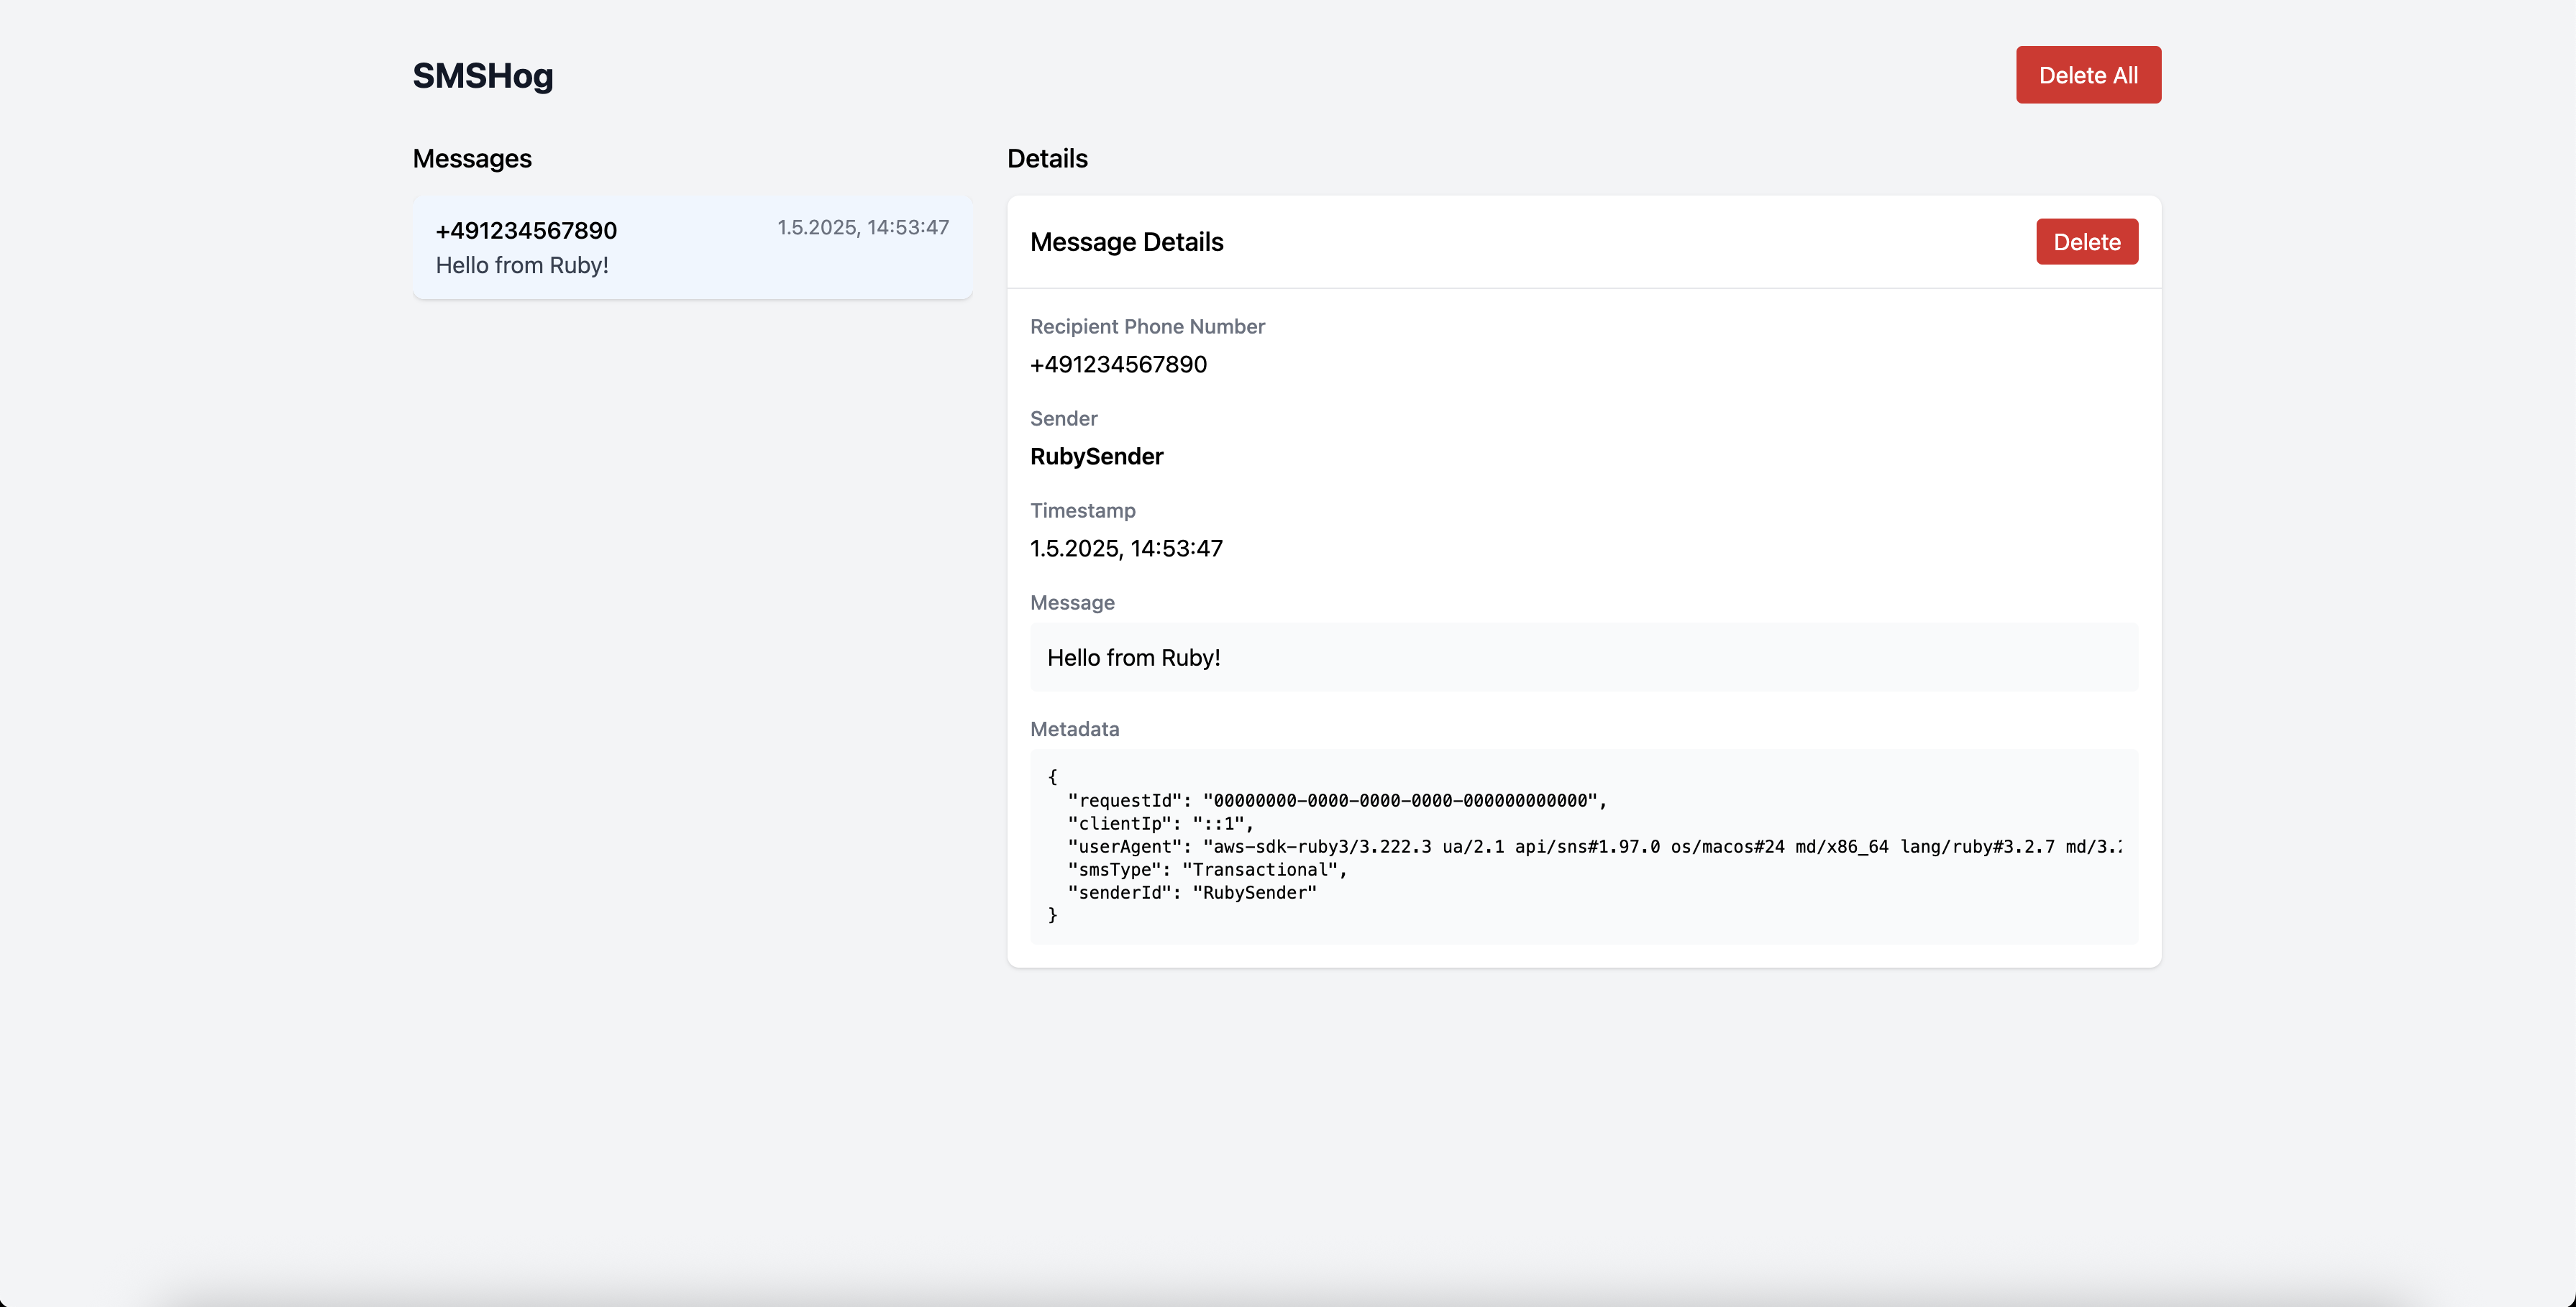 SMSHog
Delete All
Messages
+491234567890
1.5.2025, 14:53:47
Hello from Ruby!
Details
Message Details
Delete
Recipient Phone Number
+491234567890
Sender
RubySender
Timestamp
1.5.2025, 14:53:47
Message
Hello from Ruby!
Metadata
{
"requestId": "00000000-0000-0000-0000-000000000000",
"clientIp": "::1",
"userAgent": "aws-sdk-ruby3/3.222.3 ua/2.1 api/sns#1.97.0 os/macos#24 md/x86_64 lang/ruby#3.2.7 md/3.
"smsType": "Transactional",
"senderId": "RubySender"
}